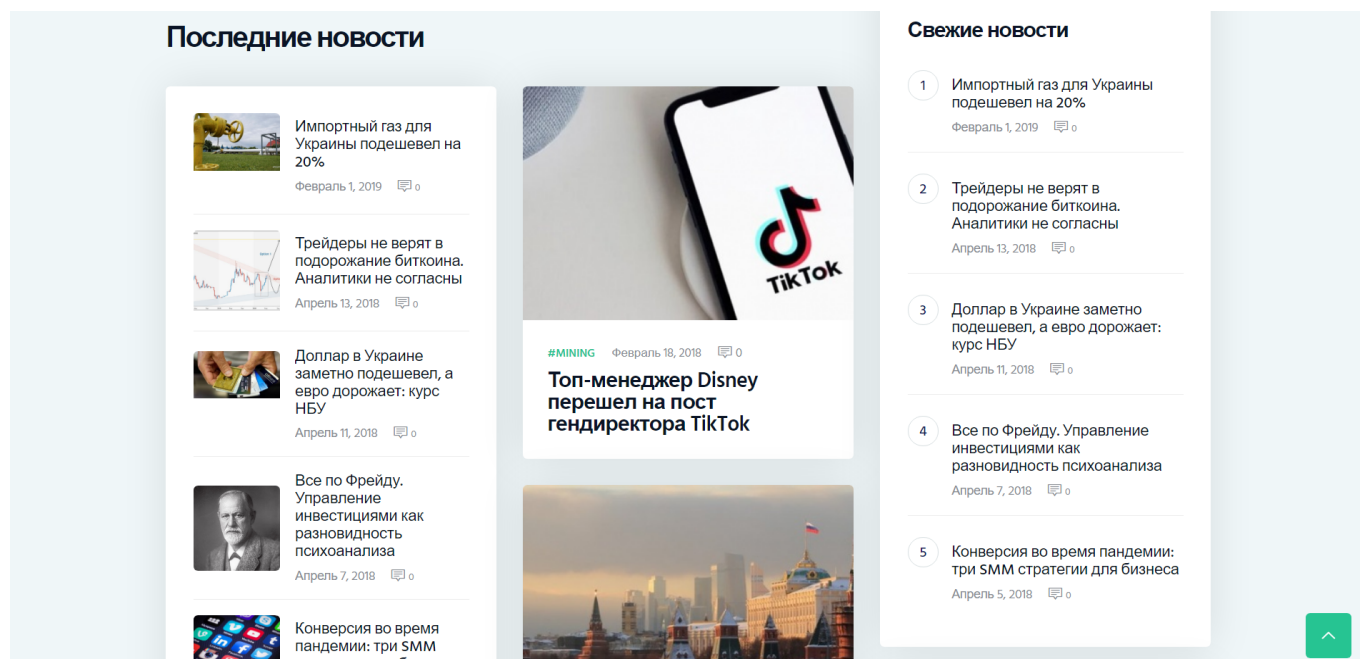 Последние новости
Импортный газ для
Украины подешевел на
20%
Февраль 1, 2019 0
Трейдеры не верят в
подорожание биткоина.
Аналитики не согласны
Апрель 13, 2018 0
Доллар в Украине
заметно подешевел, а
евро дорожает: курс
НБУ
Апрель 11, 2018 0
Все по Фрейду.
Управление
инвестициями как
разновидность
психоанализа
Апрель 7, 2018 0
Конверсия во время
пандемии: три SMM
TikTok
#MINING Февраль 18, 2018 0
Топ-менеджер Disney
перешел на пост
гендиректора TikTok
Свежие новости
1
Импортный газ для Украины
подешевел на 20%
Февраль 1, 2019 0
2
Трейдеры не верят в
подорожание биткоина.
Аналитики не согласны
Апрель 13, 2018 0
3
Доллар в Украине заметно
подешевел, а евро дорожает:
курс НБУ
Апрель 11, 2018 0
4
Все по Фрейду. Управление
инвестициями как
разновидность психоанализа
Апрель 7, 2018 0
5
Конверсия во время пандемии:
три SMM стратегии для бизнеса
Апрель 5, 2018 0